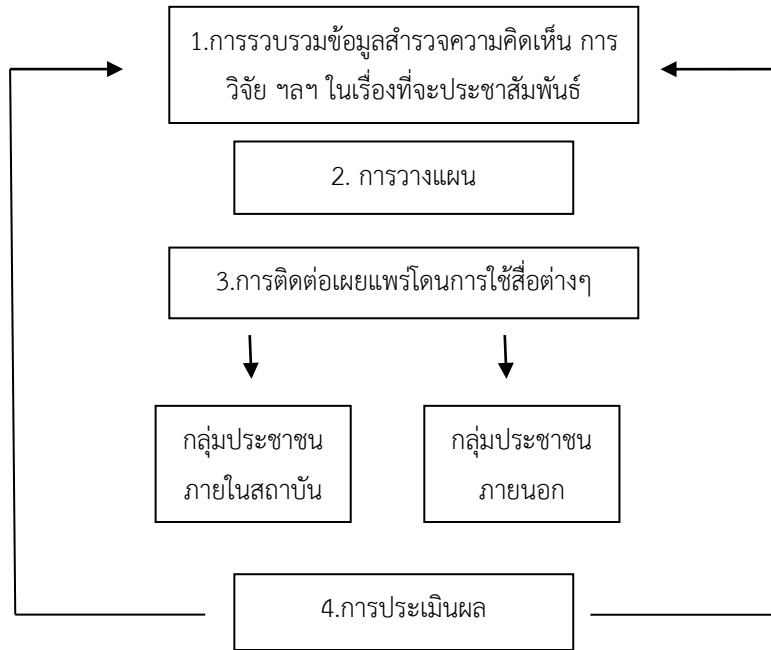 1.การรวบรวมข้อมูลสำรวจความคิดเห็น การ
วิจัย ฯลฯ ในเรื่องที่จะประชาสัมพันธ์
2. การวางแผน
3.การติดต่อเผยแพร่โดนการใช้สื่อต่างๆ
กลุ่มประชาชน
ภายในสถาบัน
กลุ่มประชาชน
ภายนอก
4.การประเมินผล